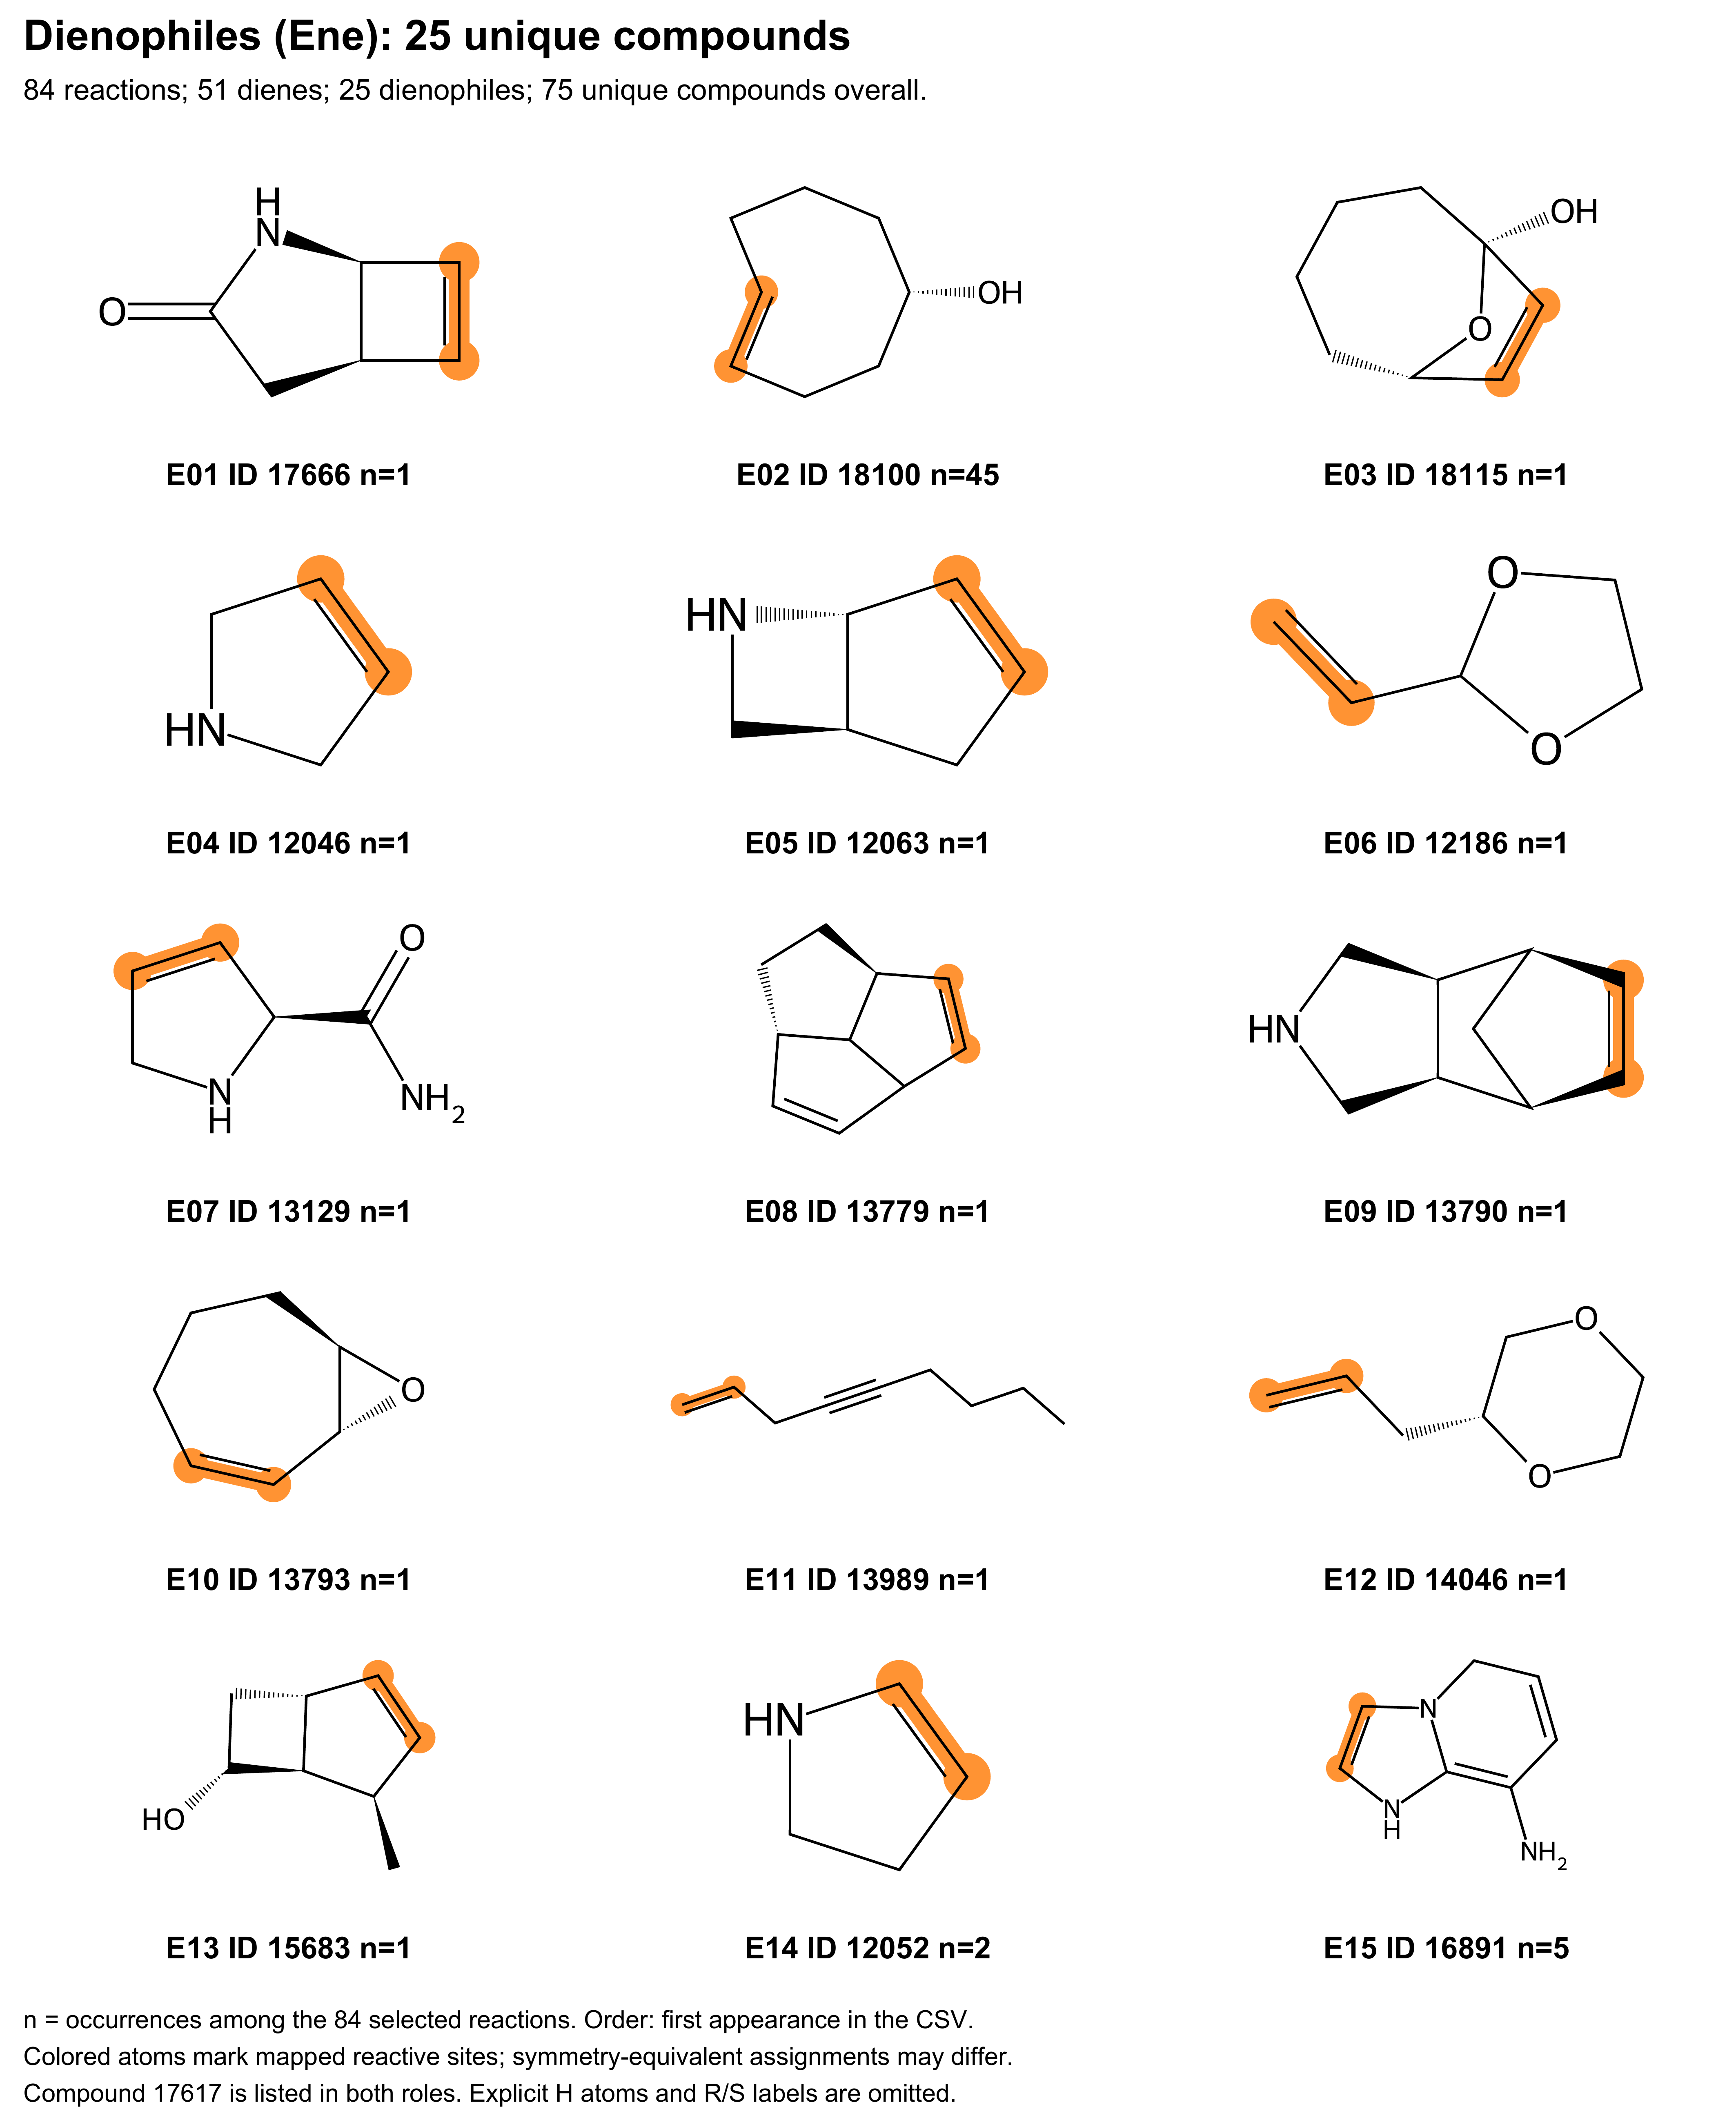 Dienophiles (Ene): 25 unique compounds
84 reactions; 51 dienes; 25 dienophiles; 75 unique compounds overall.
H
N
O
OH
OH
O
E01 ID 17666 n=1
E02 ID 18100 n=45
E03 ID 18115 n=1
HN
HN
O
O
E04 ID 12046 n=1
E05 ID 12063 n=1
E06 ID 12186 n=1
O
N
H
NH2
HN
E07 ID 13129 n=1
E08 ID 13779 n=1
E09 ID 13790 n=1
O
O
O
E10 ID 13793 n=1
E11 ID 13989 n=1
E12 ID 14046 n=1
HO
HN
N
N
H
NH2
E13 ID 15683 n=1
E14 ID 12052 n=2
E15 ID 16891 n=5
n = occurrences among the 84 selected reactions. Order: first appearance in the CSV.
Colored atoms mark mapped reactive sites; symmetry-equivalent assignments may differ.
Compound 17617 is listed in both roles. Explicit H atoms and R/S labels are omitted.